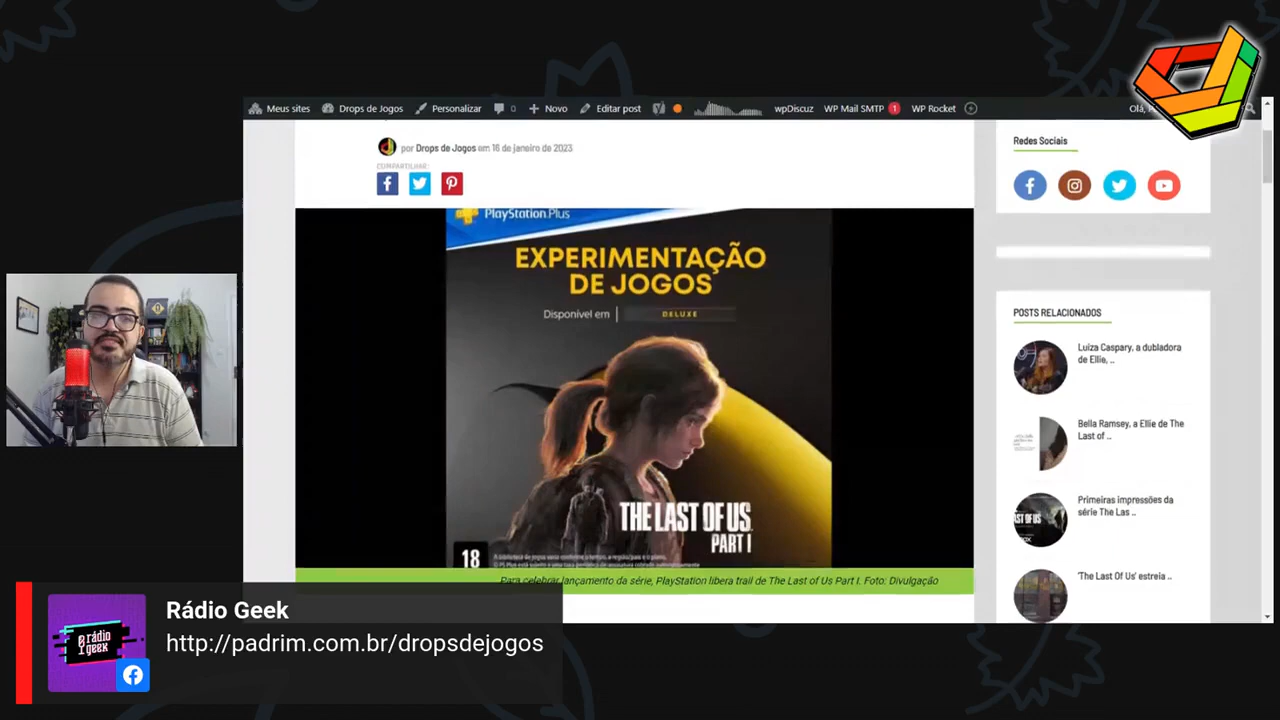 Meus sites
Drops de Jogos
Personalizar
0
Novo
Editar post
wpDiscuz
WP Mail SMTP
1
WP Rocket
por Drops de Jogos em 16 de janeiro de 2023
COMPARTILHAR:
PlayStation.Plus
EXPERIMENTAÇÃO
DE JOGOS
Disponível em
DELUXE
THE LAST OF US
PART I
18
Para celebrar lançamento da série, PlayStation libera trail de The Last of Us Part I. Foto: Divulgação
Redes Sociais
POSTS RELACIONADOS
Luiza Caspary, a dubladora
de Ellie, ..
Bella Ramsey, a Ellie de The
Last of ..
Primeiras impressões da
série The Las ..
'The Last Of Us' estreia ..
rádio
geek
Rádio Geek
http://padrim.com.br/dropsdejogos